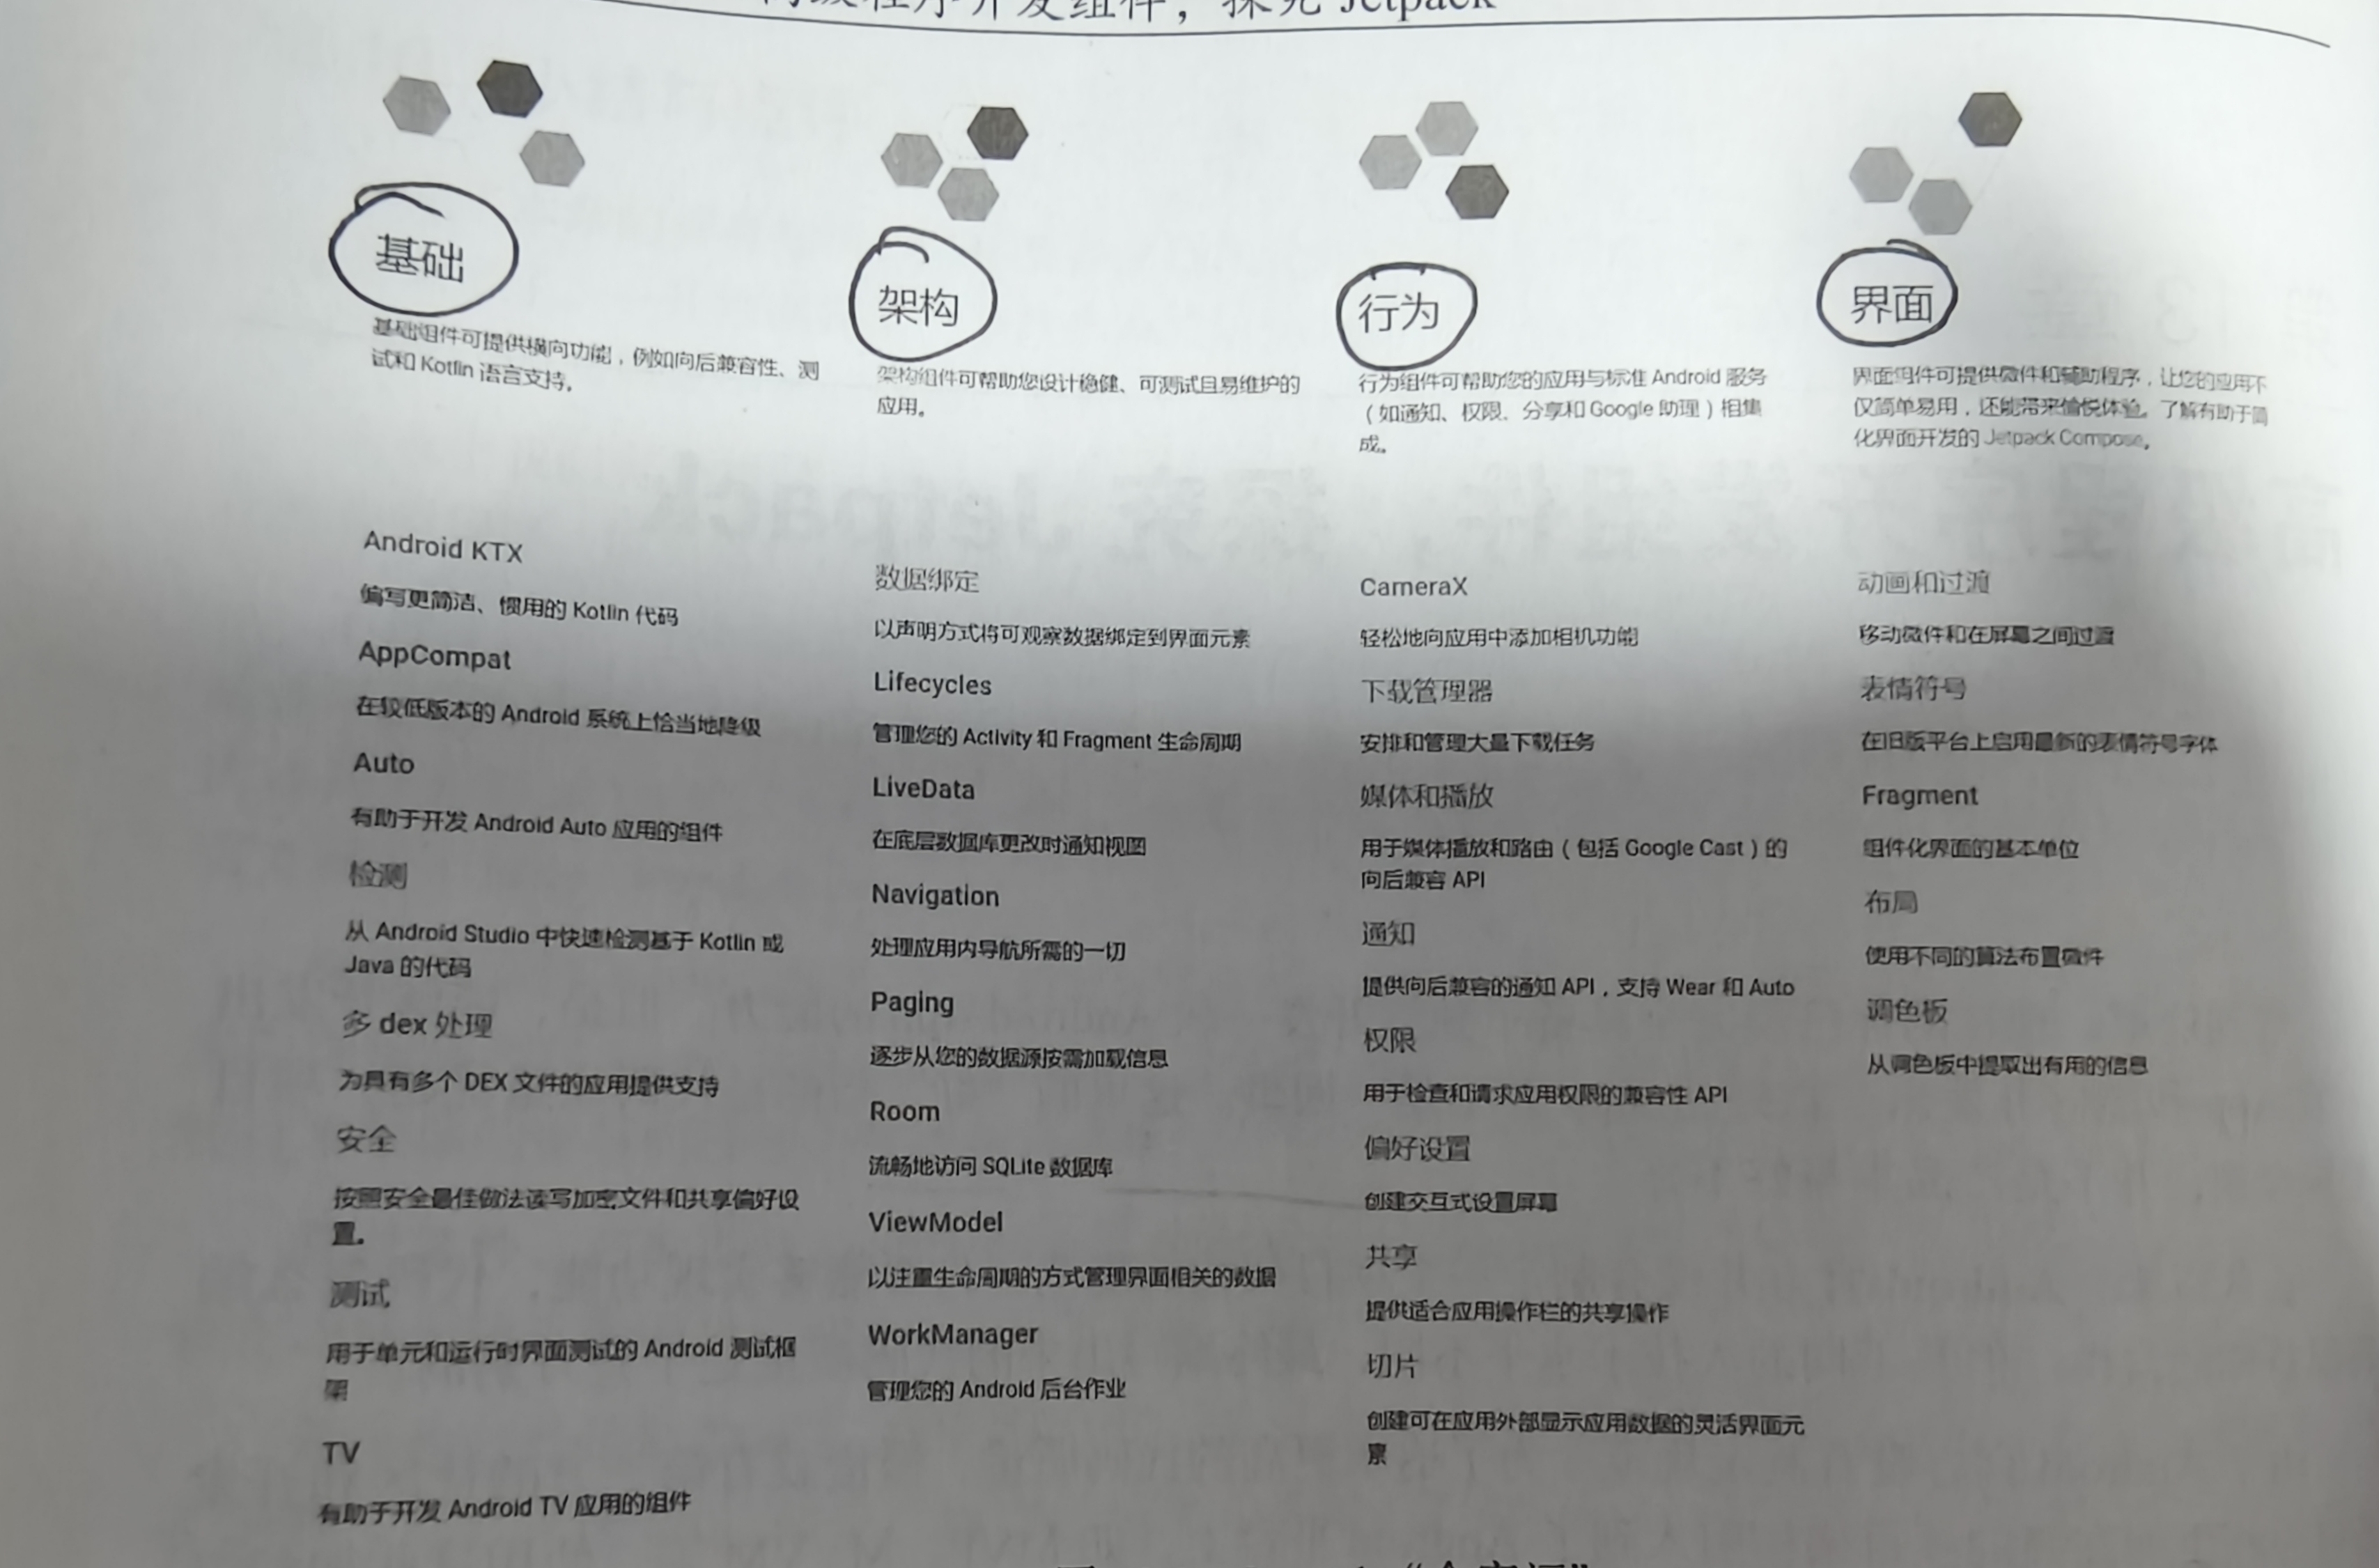 程序开发组件，探究 Jetpack
基础
基础组件可提供横向功能，例如向后兼容性、测
试和 Kotlin 语言支持。
Android KTX
编写更简洁、惯用的 Kotlin 代码
AppCompat
在较低版本的 Android 系统上恰当地降级
Auto
有助于开发 Android Auto 应用的组件
检测
从 Android Studio 中快速检测基于 Kotlin 或
Java 的代码
多 dex 处理
为具有多个 DEX 文件的应用提供支持
安全
按照安全最佳做法读写加密文件和共享偏好设
置。
测试
用于单元和运行时界面测试的 Android 测试框
架
TV
有助于开发 Android TV 应用的组件
架构
架构组件可帮助您设计稳健、可测试且易维护的
应用。
数据绑定
以声明方式将可观察数据绑定到界面元素
Lifecycles
管理您的 Activity 和 Fragment 生命周期
LiveData
在底层数据库更改时通知视图
Navigation
处理应用内导航所需的一切
Paging
逐步从您的数据源按需加载信息
Room
流畅地访问 SQLite 数据库
ViewModel
以注重生命周期的方式管理界面相关的数据
WorkManager
管理您的 Android 后台作业
行为
行为组件可帮助您的应用与标准 Android 服务
（如通知、权限、分享和 Google 助理）相集
成。
CameraX
轻松地向应用中添加相机功能
下载管理器
安排和管理大量下载任务
媒体和播放
用于媒体播放和路由（包括 Google Cast）的
向后兼容 API
通知
提供向后兼容的通知 API，支持 Wear 和 Auto
权限
用于检查和请求应用权限的兼容性 API
偏好设置
创建交互式设置屏幕
共享
提供适合应用操作栏的共享操作
切片
创建可在应用外部显示应用数据的灵活界面元
素
界面
界面组件可提供微件和辅助程序，让您的应用不
仅简单易用，还能带来愉悦体验。了解有助于简
化界面开发的 Jetpack Compose。
动画和过渡
移动微件和在屏幕之间过渡
表情符号
在旧版平台上启用最新的表情符号字体
Fragment
组件化界面的基本单位
布局
使用不同的算法布置微件
调色板
从调色板中提取出有用的信息